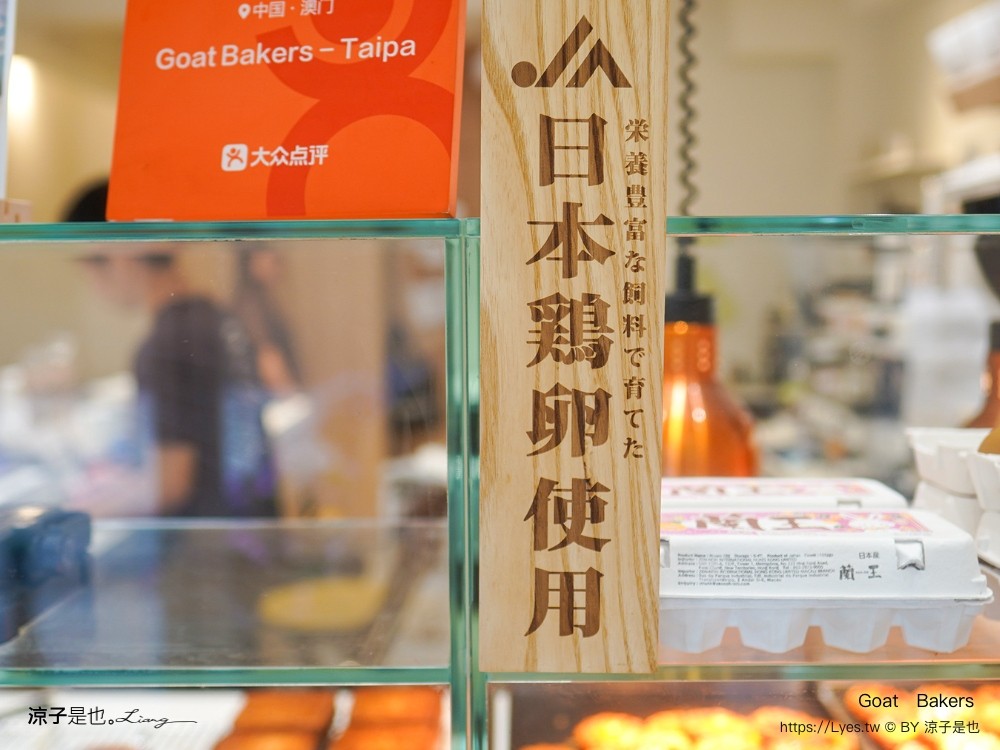 中国·澳门
Goat Bakers – Taipa
大众点评
JA
日本鶏卵使用
栄養豊富な飼料で育てた
日本産
蘭王
涼子是也。Liang
Goat Bakers
https://Lyes.tw © BY 涼子是也